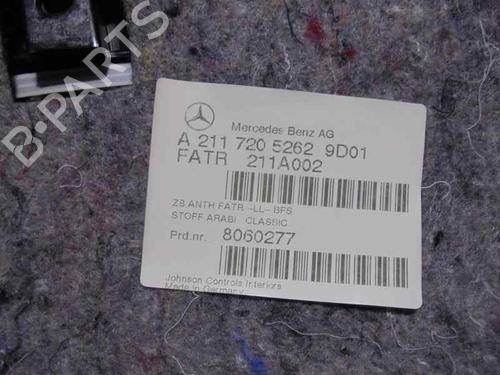 Mercedes Benz AG
A 211 720 5262 9D01
FATR 211A002
ZB ANTH FATR -LL- BFS
STOFF ARABI CLASSIC
Prd.nr. 8060277
Johnson Controls Interiors
Made in Germany
B-PARTS